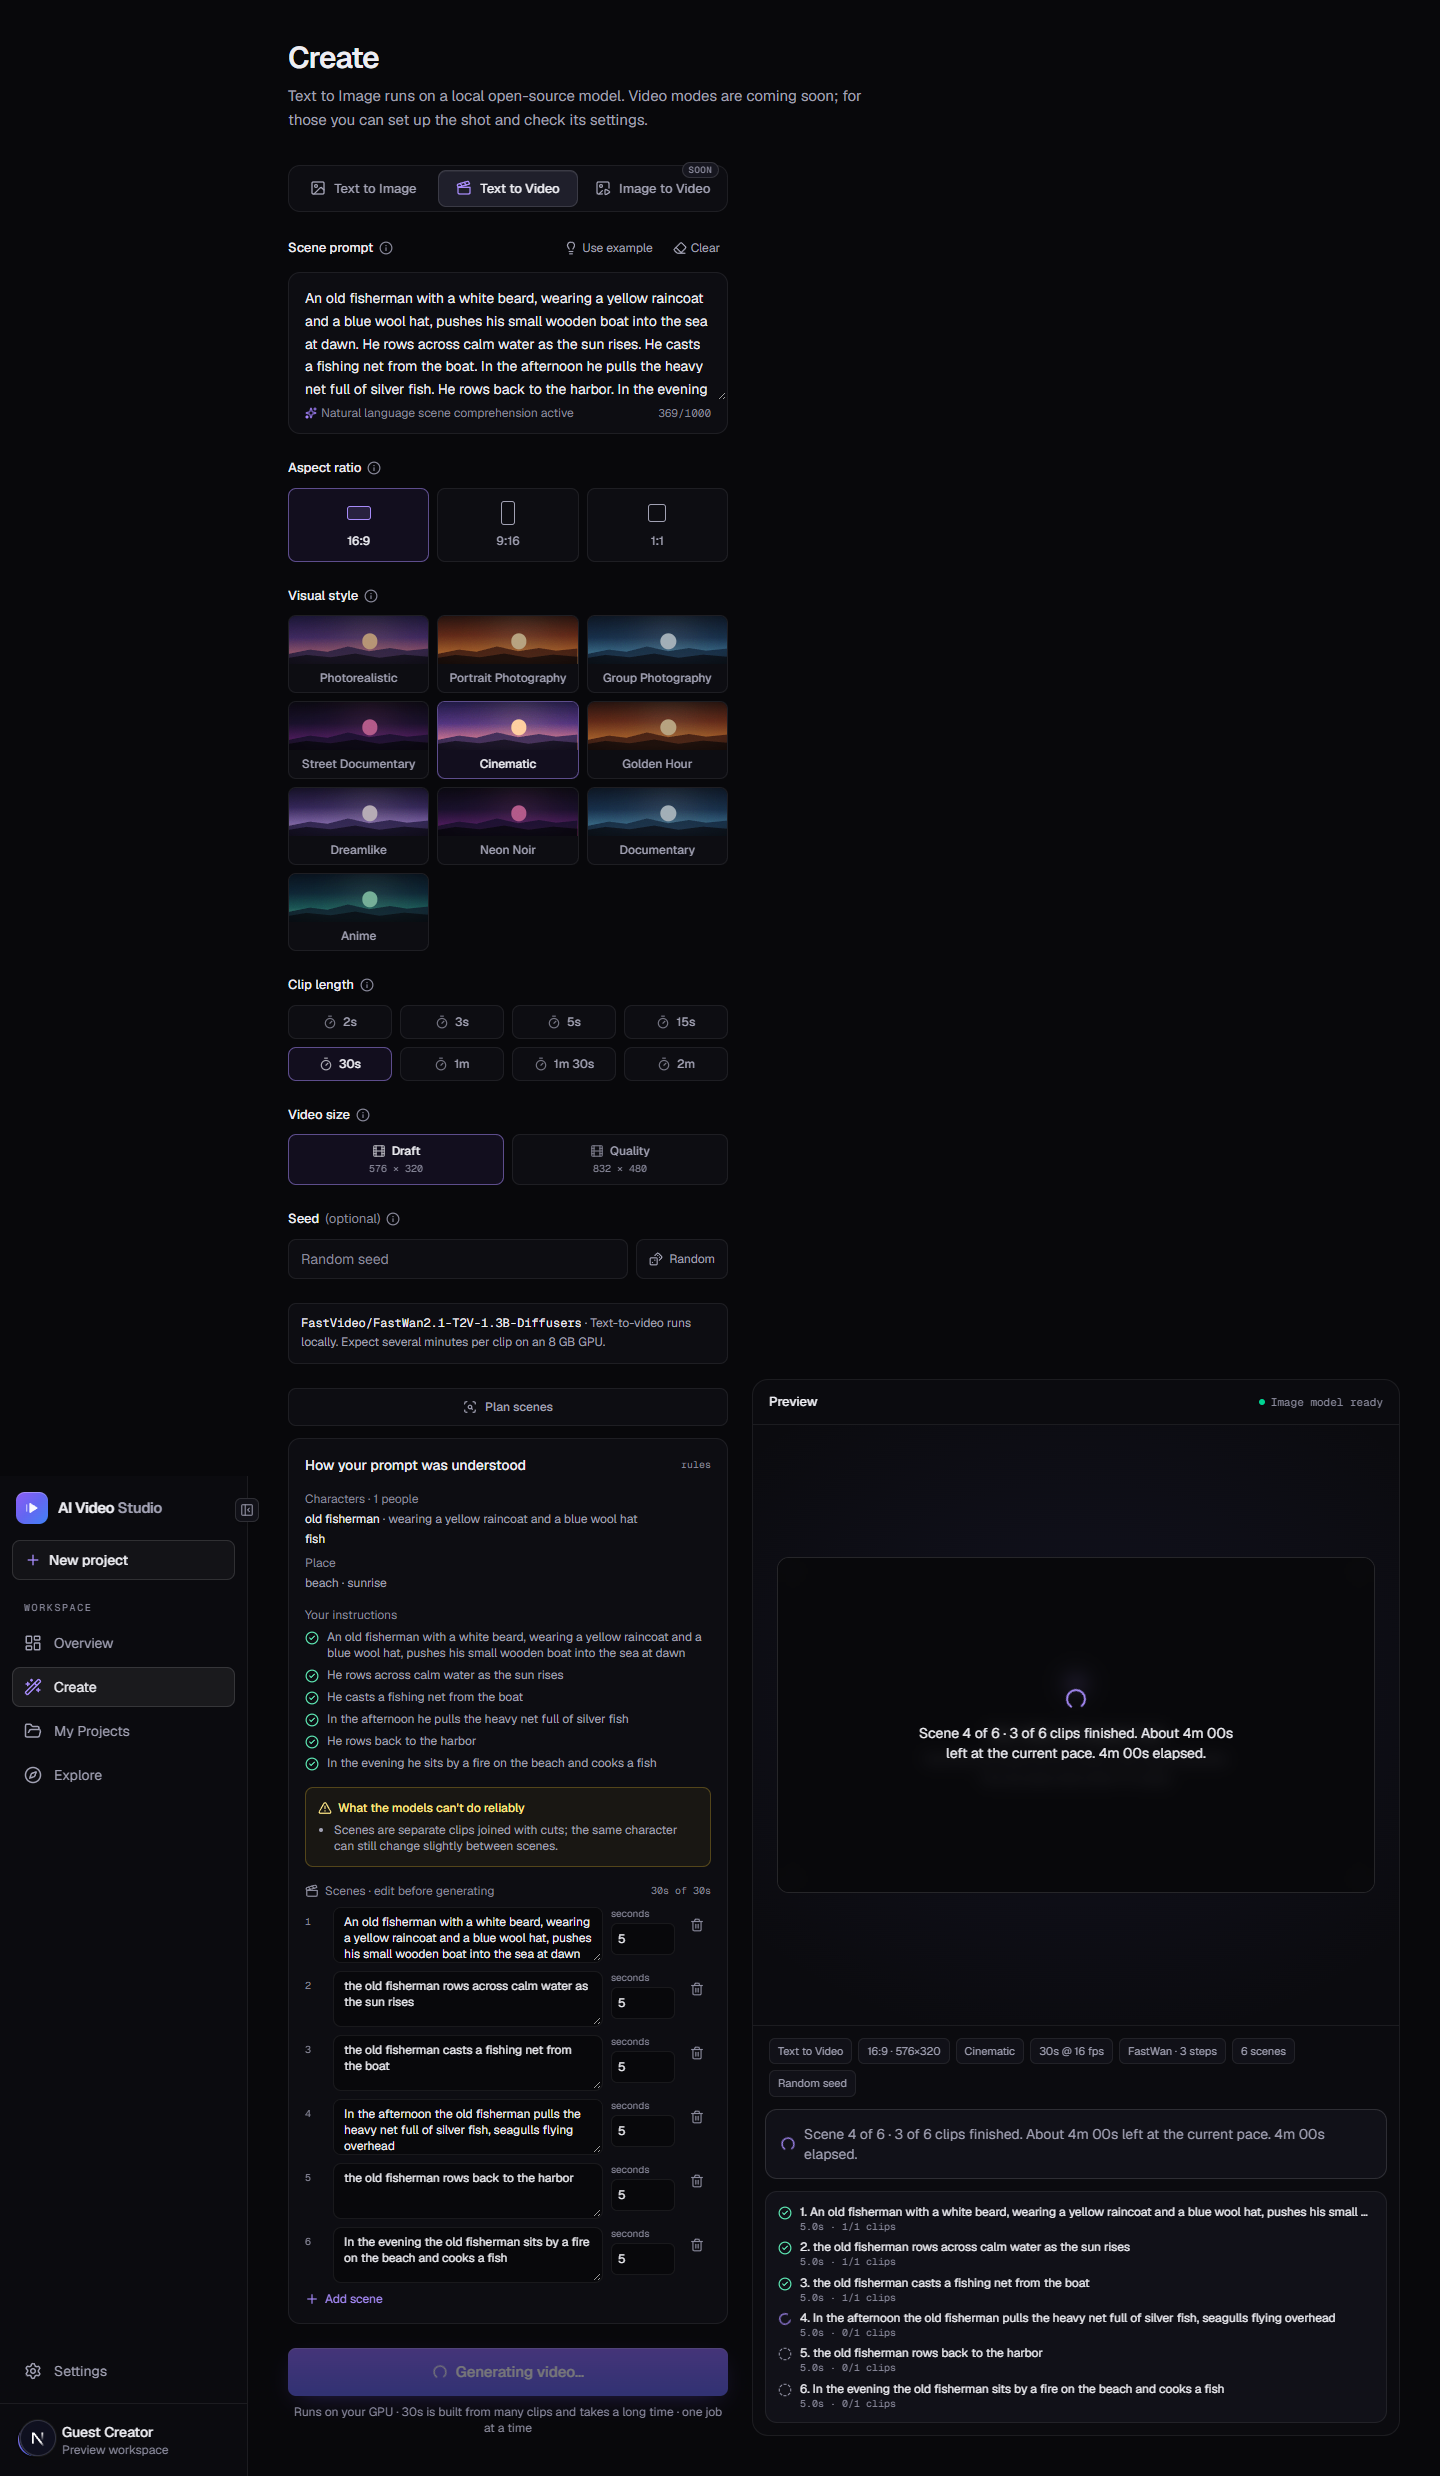 Create
Text to Image runs on a local open-source model. Video modes are coming soon; for
those you can set up the shot and check its settings.
SOON
Text to Image
Text to Video
Image to Video
Scene prompt
Use example
Clear
An old fisherman with a white beard, wearing a yellow raincoat
and a blue wool hat, pushes his small wooden boat into the sea
at dawn. He rows across calm water as the sun rises. He casts
a fishing net from the boat. In the afternoon he pulls the heavy
net full of silver fish. He rows back to the harbor. In the evening
Natural language scene comprehension active
369/1000
Aspect ratio
16:9
9:16
1:1
Visual style
Photorealistic
Portrait Photography
Group Photography
Street Documentary
Cinematic
Golden Hour
Dreamlike
Neon Noir
Documentary
Anime
Clip length
2s
3s
5s
15s
30s
1m
1m 30s
2m
Video size
Draft
576 × 320
Quality
832 × 480
Seed (optional)
Random seed
Random
FastVideo/FastWan2.1-T2V-1.3B-Diffusers · Text-to-video runs
locally. Expect several minutes per clip on an 8 GB GPU.
Plan scenes
How your prompt was understood
rules
Characters · 1 people
old fisherman · wearing a yellow raincoat and a blue wool hat
fish
Place
beach · sunrise
Your instructions
An old fisherman with a white beard, wearing a yellow raincoat and a
blue wool hat, pushes his small wooden boat into the sea at dawn
He rows across calm water as the sun rises
He casts a fishing net from the boat
In the afternoon he pulls the heavy net full of silver fish
He rows back to the harbor
In the evening he sits by a fire on the beach and cooks a fish
What the models can't do reliably
• Scenes are separate clips joined with cuts; the same character
can still change slightly between scenes.
Scenes · edit before generating
30s of 30s
1
An old fisherman with a white beard, wearing
a yellow raincoat and a blue wool hat, pushes
his small wooden boat into the sea at dawn
seconds
5
2
the old fisherman rows across calm water as
the sun rises
seconds
5
3
the old fisherman casts a fishing net from
the boat
seconds
5
4
In the afternoon the old fisherman pulls the
heavy net full of silver fish, seagulls flying
overhead
seconds
5
5
the old fisherman rows back to the harbor
seconds
5
6
In the evening the old fisherman sits by a fire
on the beach and cooks a fish
seconds
5
+ Add scene
Generating video…
Runs on your GPU · 30s is built from many clips and takes a long time · one job
at a time
AI Video Studio
+ New project
WORKSPACE
Overview
Create
My Projects
Explore
Settings
N
Guest Creator
Preview workspace
Preview
Image model ready
Scene 4 of 6 · 3 of 6 clips finished. About 4m 00s
left at the current pace. 4m 00s elapsed.
Text to Video
16:9 · 576×320
Cinematic
30s @ 16 fps
FastWan · 3 steps
6 scenes
Random seed
Scene 4 of 6 · 3 of 6 clips finished. About 4m 00s left at the current pace. 4m 00s
elapsed.
1. An old fisherman with a white beard, wearing a yellow raincoat and a blue wool hat, pushes his small …
5.0s · 1/1 clips
2. the old fisherman rows across calm water as the sun rises
5.0s · 1/1 clips
3. the old fisherman casts a fishing net from the boat
5.0s · 1/1 clips
4. In the afternoon the old fisherman pulls the heavy net full of silver fish, seagulls flying overhead
5.0s · 0/1 clips
5. the old fisherman rows back to the harbor
5.0s · 0/1 clips
6. In the evening the old fisherman sits by a fire on the beach and cooks a fish
5.0s · 0/1 clips